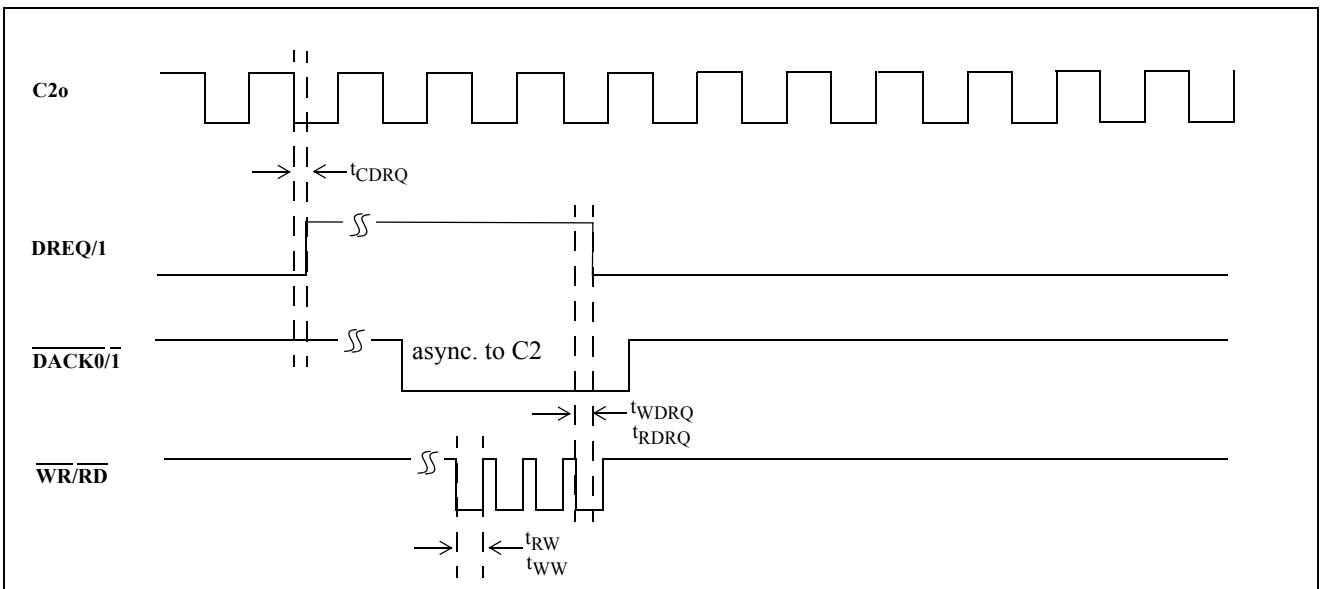 C2o
tCDRQ
DREQ/1
DACK0/1
async. to C2
tWDRQ
tRDRQ
WR/RD
tRW
tWW